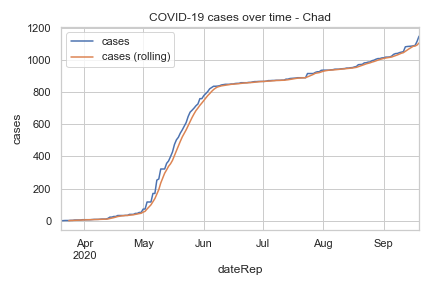 COVID-19 cases over time - Chad
cases
cases (rolling)
1200
1000
800
600
400
200
0
cases
Apr
2020
May
Jun
Jul
Aug
Sep
dateRep